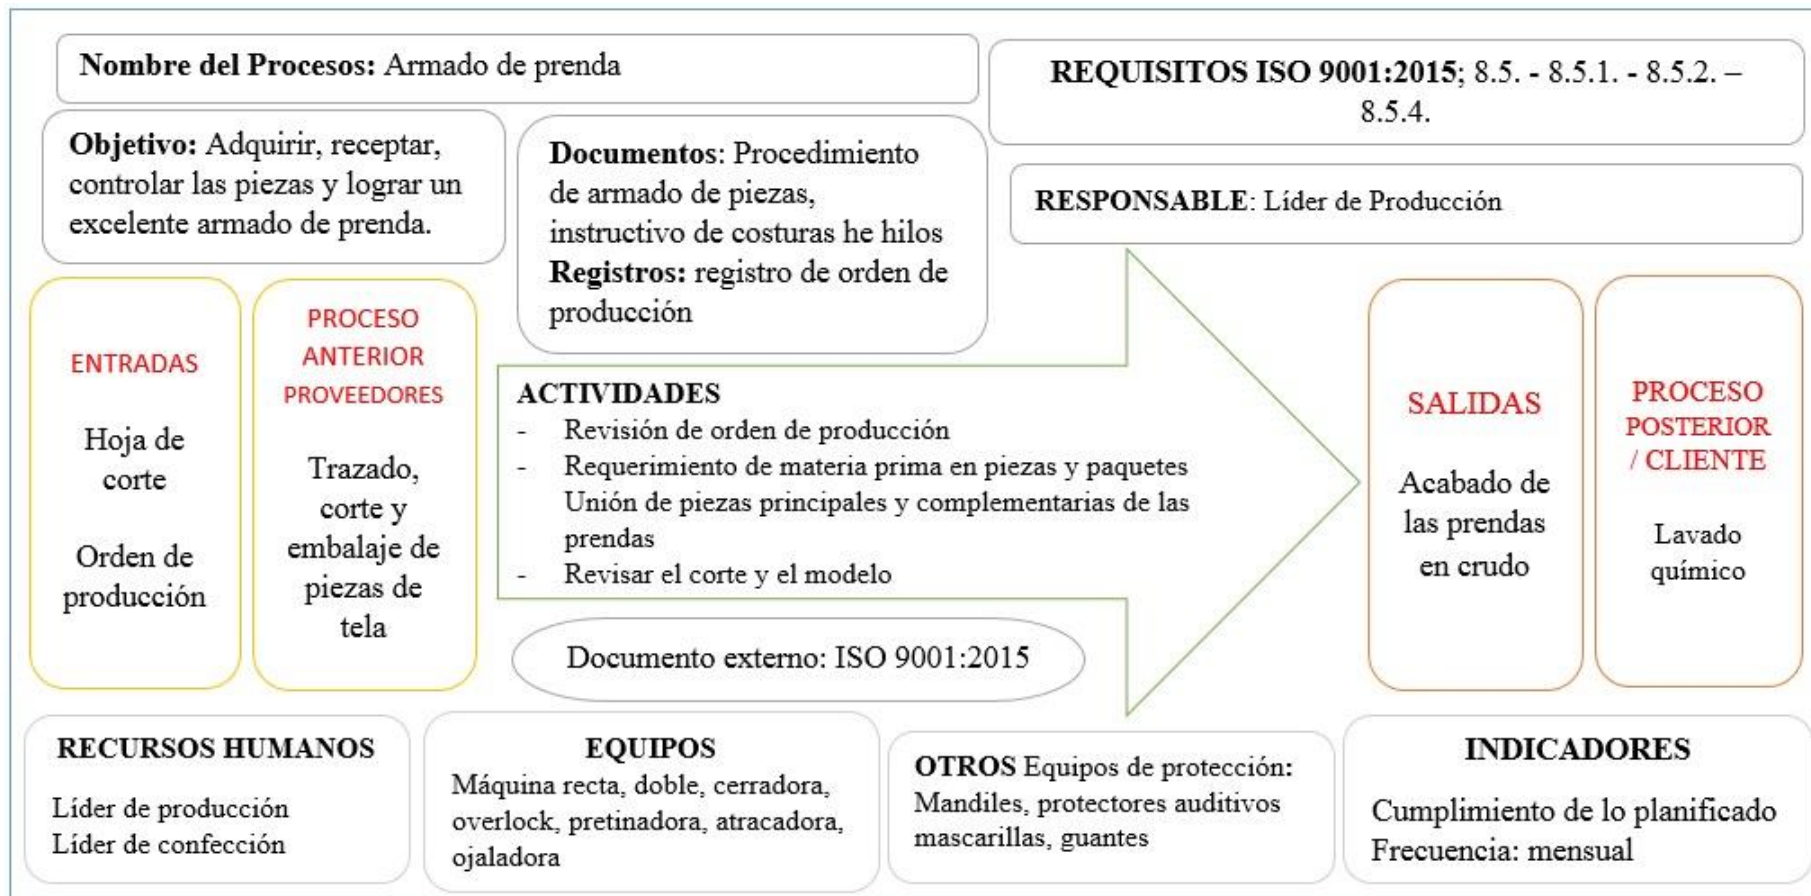 Nombre del Procesos: Armado de prenda
REQUISITOS ISO 9001:2015; 8.5. - 8.5.1. - 8.5.2. –
8.5.4.
Objetivo: Adquirir, receptar,
controlar las piezas y lograr un
excelente armado de prenda.
Documentos: Procedimiento
de armado de piezas,
instructivo de costuras he hilos
Registros: registro de orden de
producción
RESPONSABLE: Líder de Producción
ENTRADAS
Hoja de
corte
Orden de
producción
PROCESO
ANTERIOR
PROVEEDORES
Trazado,
corte y
embalaje de
piezas de
tela
ACTIVIDADES
- Revisión de orden de producción
- Requerimiento de materia prima en piezas y paquetes
Unión de piezas principales y complementarias de las
prendas
- Revisar el corte y el modelo
SALIDAS
Acabado de
las prendas
en crudo
PROCESO
POSTERIOR
/ CLIENTE
Lavado
químico
Documento externo: ISO 9001:2015
RECURSOS HUMANOS
Líder de producción
Líder de confección
EQUIPOS
Máquina recta, doble, cerradora,
overlock, pretinadora, atracadora,
ojaladora
OTROS Equipos de protección:
Mandiles, protectores auditivos
mascarillas, guantes
INDICADORES
Cumplimiento de lo planificado
Frecuencia: mensual